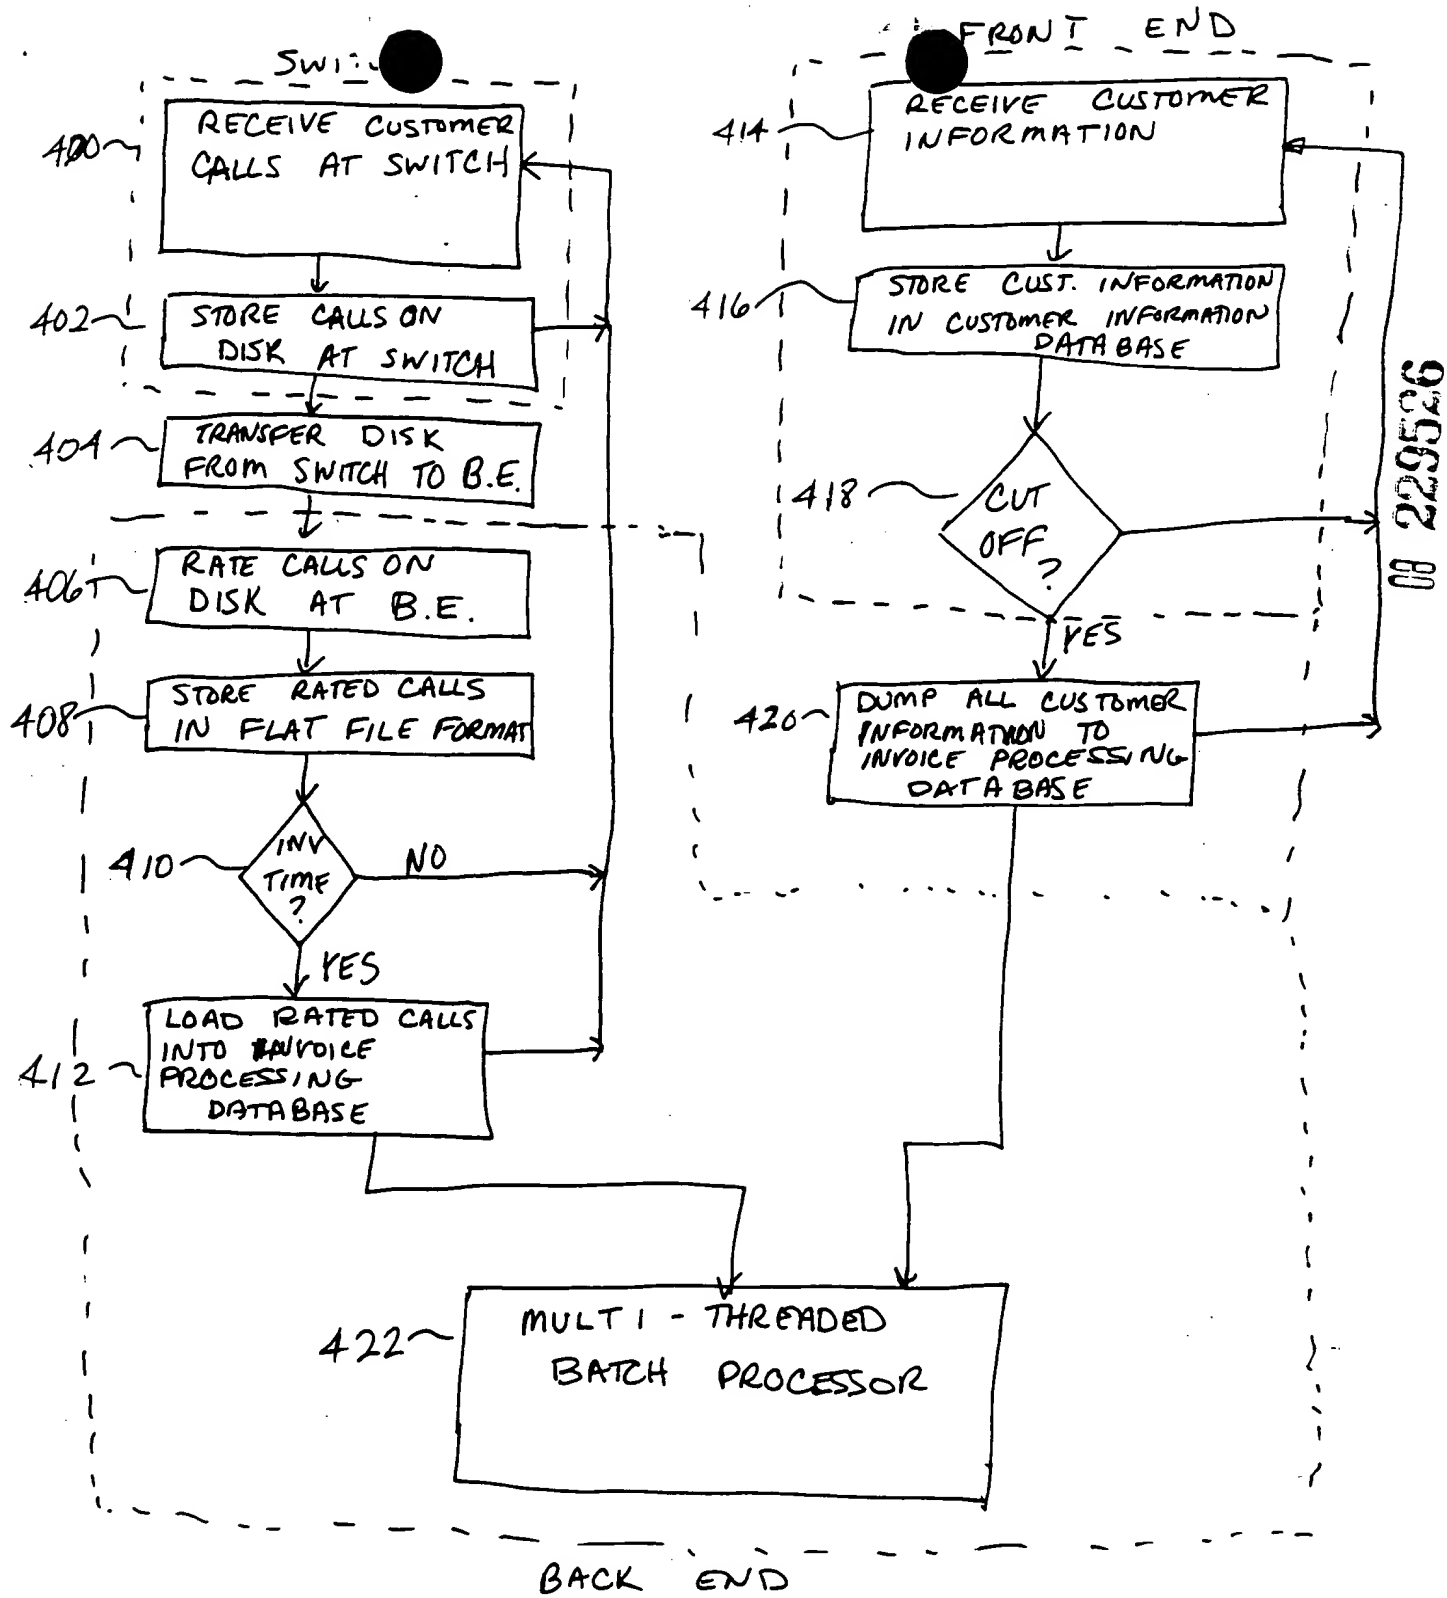 FRONT END
400
RECEIVE CUSTOMER
CALLS AT SWITCH
402
STORE CALLS ON
DISK AT SWITCH
404
TRANSFER DISK
FROM SWITCH TO B.E.
406
RATE CALLS ON
DISK AT B.E.
408
STORE RATED CALLS
IN FLAT FILE FORMAT
410
INV
TIME
?
NO
YES
412
LOAD RATED CALLS
INTO INVOICE
PROCESSING
DATABASE
414
RECEIVE CUSTOMER
INFORMATION
416
STORE CUST. INFORMATION
IN CUSTOMER INFORMATION
DATABASE
418
CUT
OFF
?
YES
420
DUMP ALL CUSTOMER
INFORMATION TO
INVOICE PROCESSING
DATABASE
422
MULTI - THREADED
BATCH PROCESSOR
BACK END
08 229526